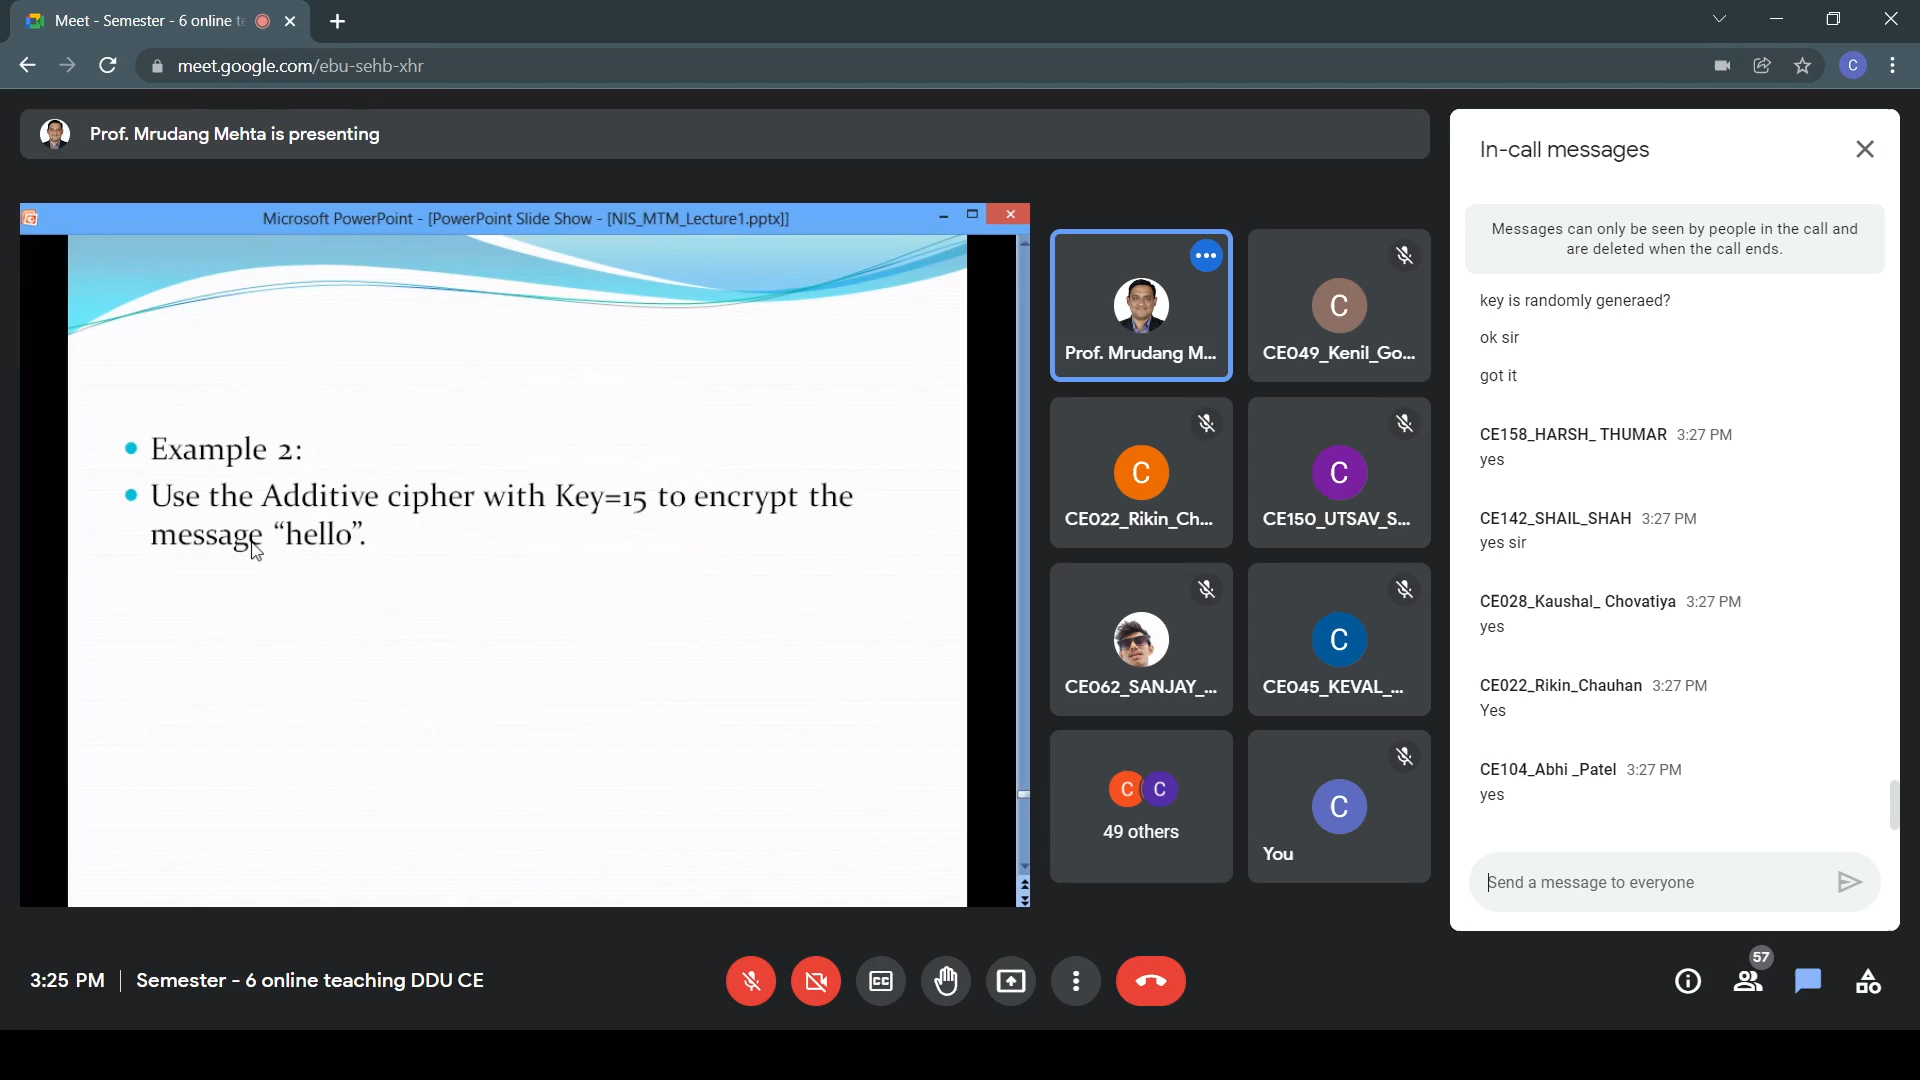 Meet - Semester - 6 online te
meet.google.com/ebu-sehb-xhr
C
Prof. Mrudang Mehta is presenting
Microsoft PowerPoint - [PowerPoint Slide Show - [NIS_MTM_Lecture1.pptx]]
• Example 2:
• Use the Additive cipher with Key=15 to encrypt the
message “hello”.
Prof. Mrudang M...
C
CE049_Kenil_Go...
C
CE022_Rikin_Ch...
C
CE150_UTSAV_S...
CE062_SANJAY_...
C
CE045_KEVAL_...
C C
49 others
C
You
In-call messages
Messages can only be seen by people in the call and
are deleted when the call ends.
key is randomly generaed?
ok sir
got it
CE158_HARSH_ THUMAR 3:27 PM
yes
CE142_SHAIL_SHAH 3:27 PM
yes sir
CE028_Kaushal_ Chovatiya 3:27 PM
yes
CE022_Rikin_Chauhan 3:27 PM
Yes
CE104_Abhi _Patel 3:27 PM
yes
Send a message to everyone
3:25 PM | Semester - 6 online teaching DDU CE
CC
57